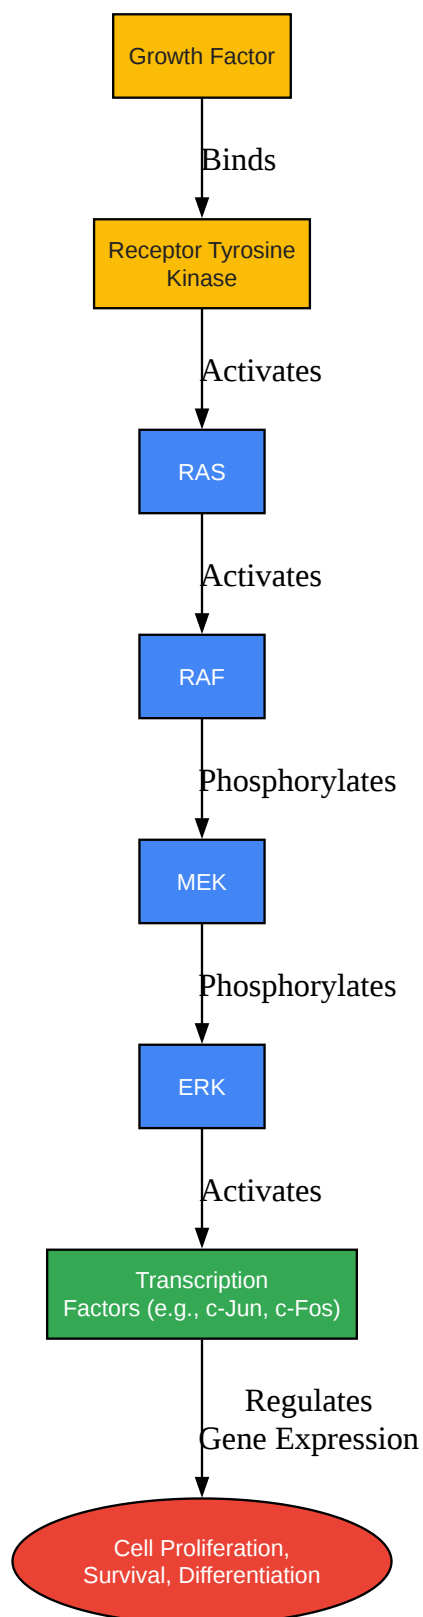 Growth Factor
Binds
Receptor Tyrosine
Kinase
Activates
RAS
Activates
RAF
Phosphorylates
MEK
Phosphorylates
ERK
Activates
Transcription
Factors (e.g., c-Jun, c-Fos)
Regulates
Gene Expression
Cell Proliferation,
Survival, Differentiation